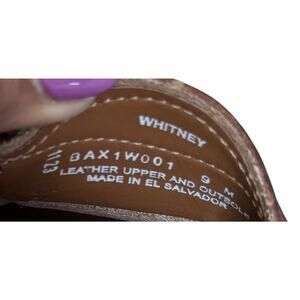 WHITNEY
BAX1W001 9 M
LEATHER UPPER AND OUTSOLE
MADE IN EL SALVADOR